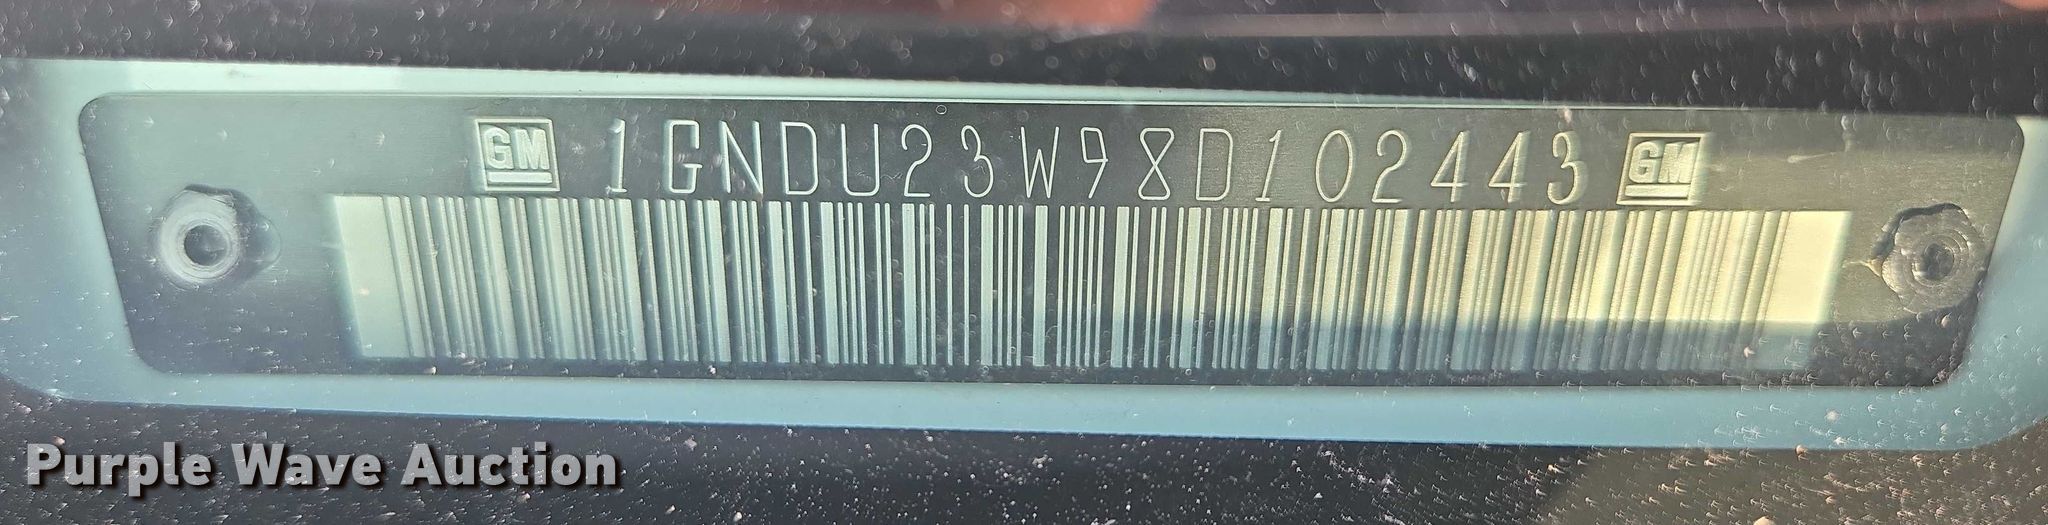 GM 1GNDU23W98D102443 GM
Purple Wave Auction